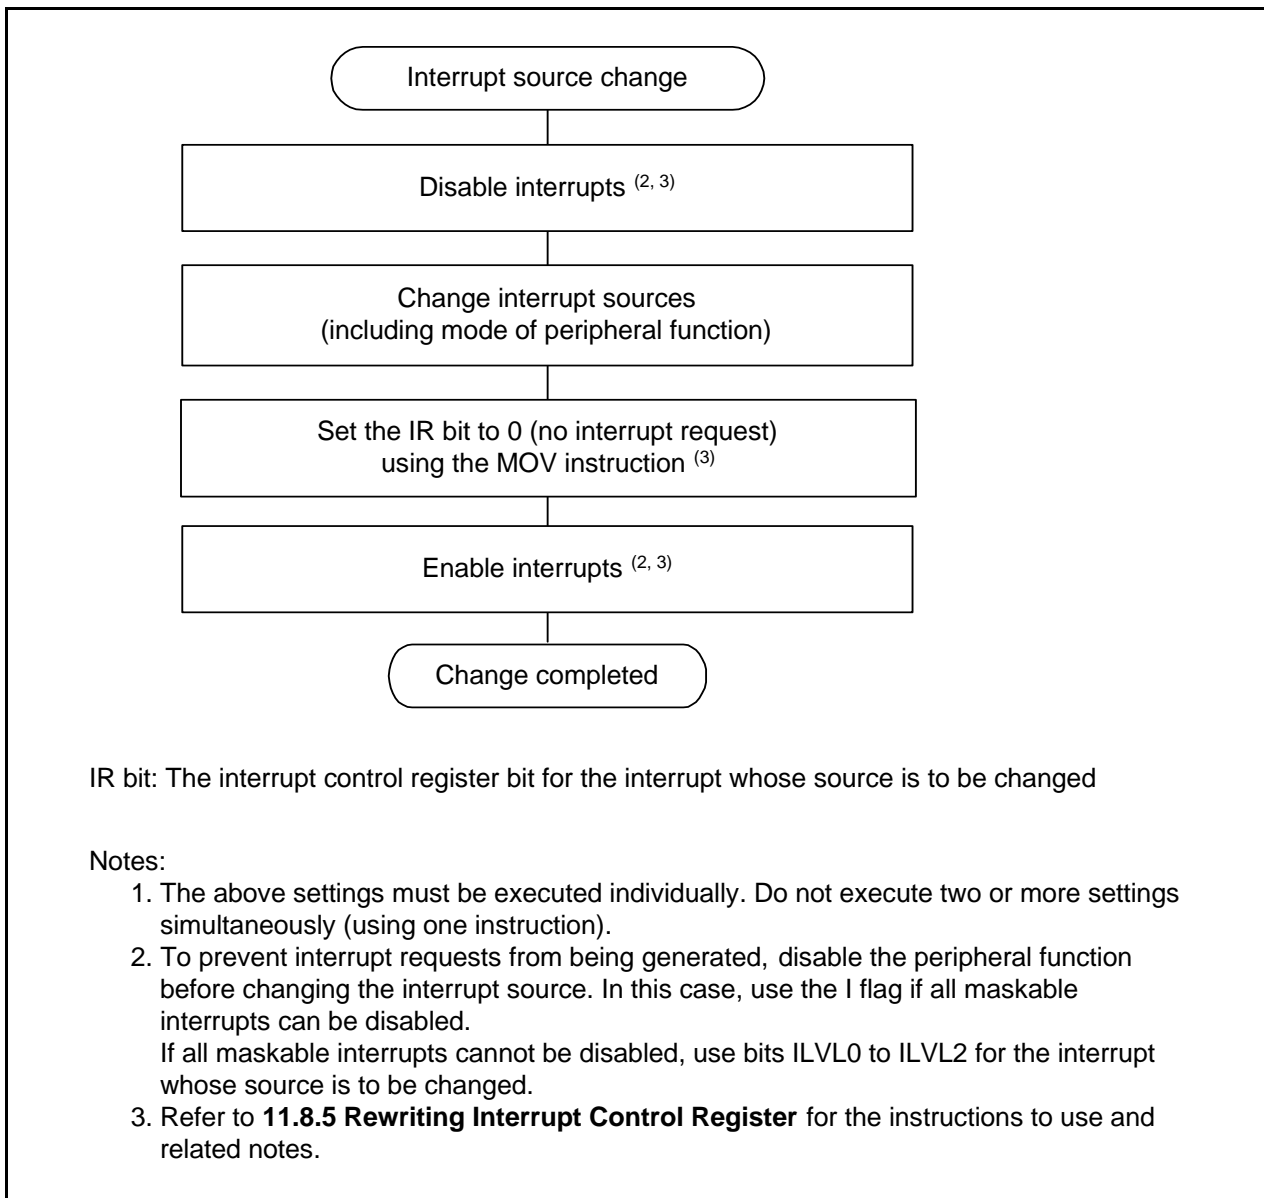 Interrupt source change
Disable interrupts (2, 3)
Change interrupt sources
(including mode of peripheral function)
Set the IR bit to 0 (no interrupt request)
using the MOV instruction (3)
Enable interrupts (2, 3)
Change completed
IR bit: The interrupt control register bit for the interrupt whose source is to be changed
Notes:
1. The above settings must be executed individually. Do not execute two or more settings
simultaneously (using one instruction).
2. To prevent interrupt requests from being generated, disable the peripheral function
before changing the interrupt source. In this case, use the I flag if all maskable
interrupts can be disabled.
If all maskable interrupts cannot be disabled, use bits ILVL0 to ILVL2 for the interrupt
whose source is to be changed.
3. Refer to 11.8.5 Rewriting Interrupt Control Register for the instructions to use and
related notes.